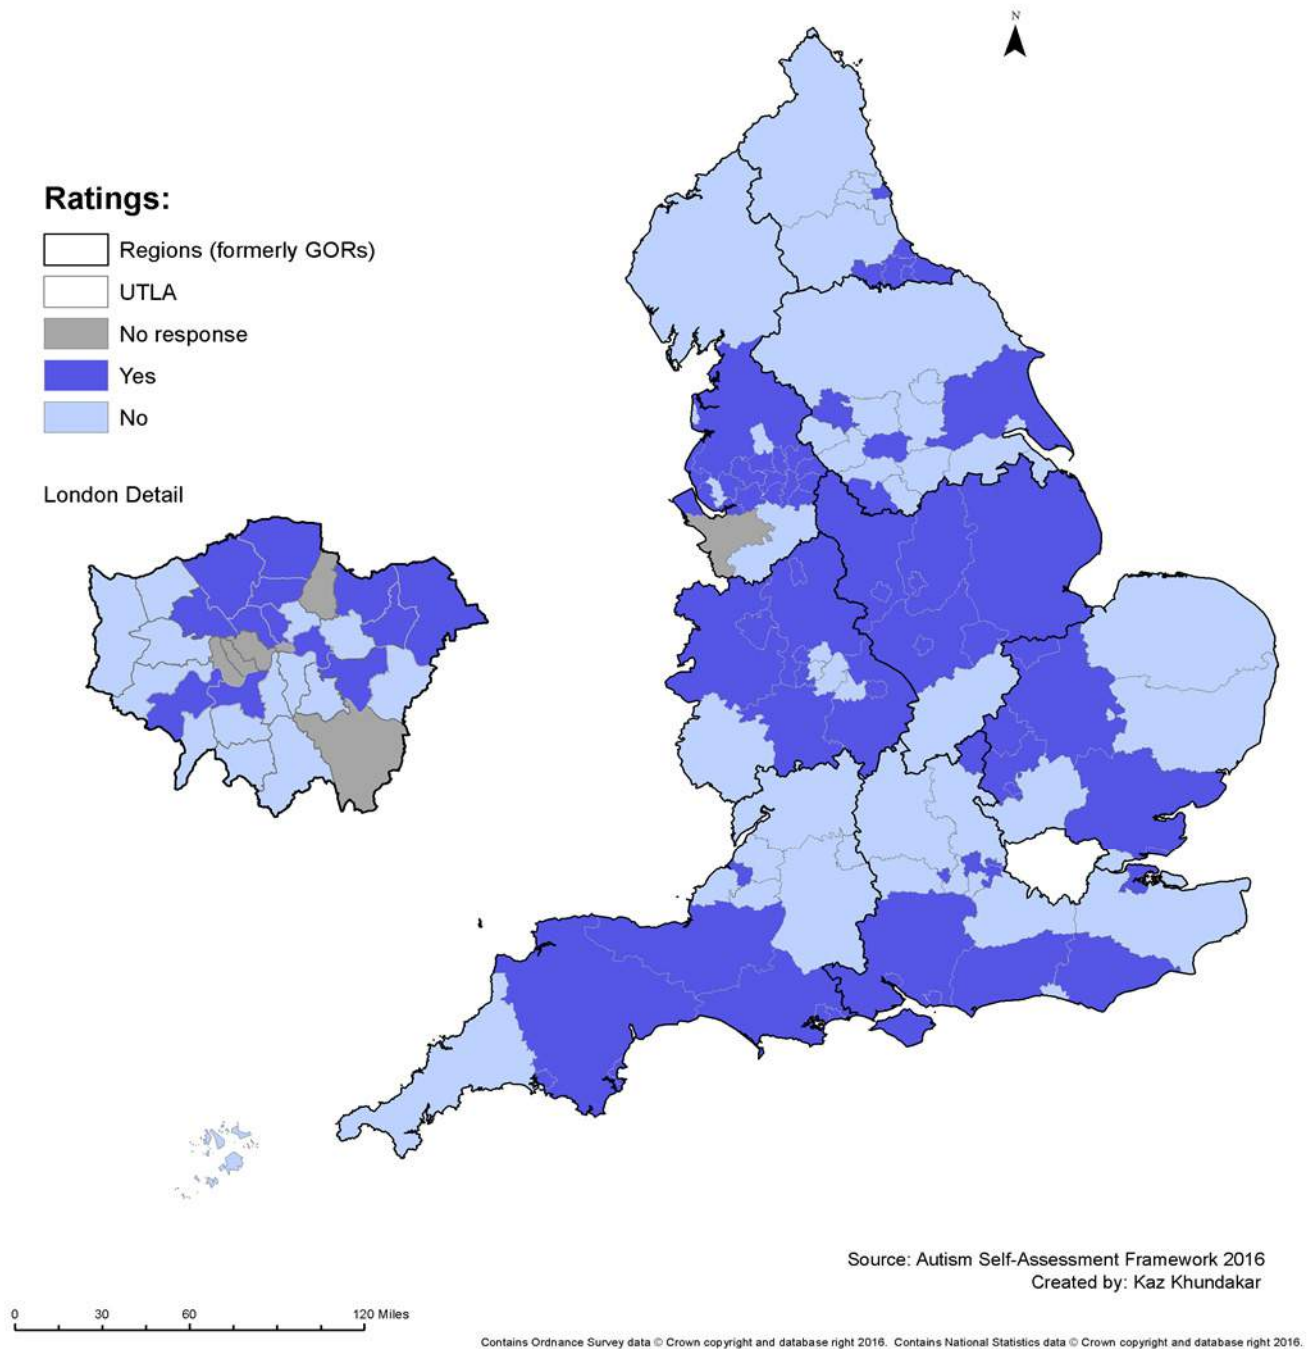 N
Ratings:
Regions (formerly GORs)
UTLA
No response
Yes
No
London Detail
Source: Autism Self-Assessment Framework 2016
Created by: Kaz Khundakar
0 30 60 120 Miles
Contains Ordnance Survey data © Crown copyright and database right 2016. Contains National Statistics data © Crown copyright and database right 2016.